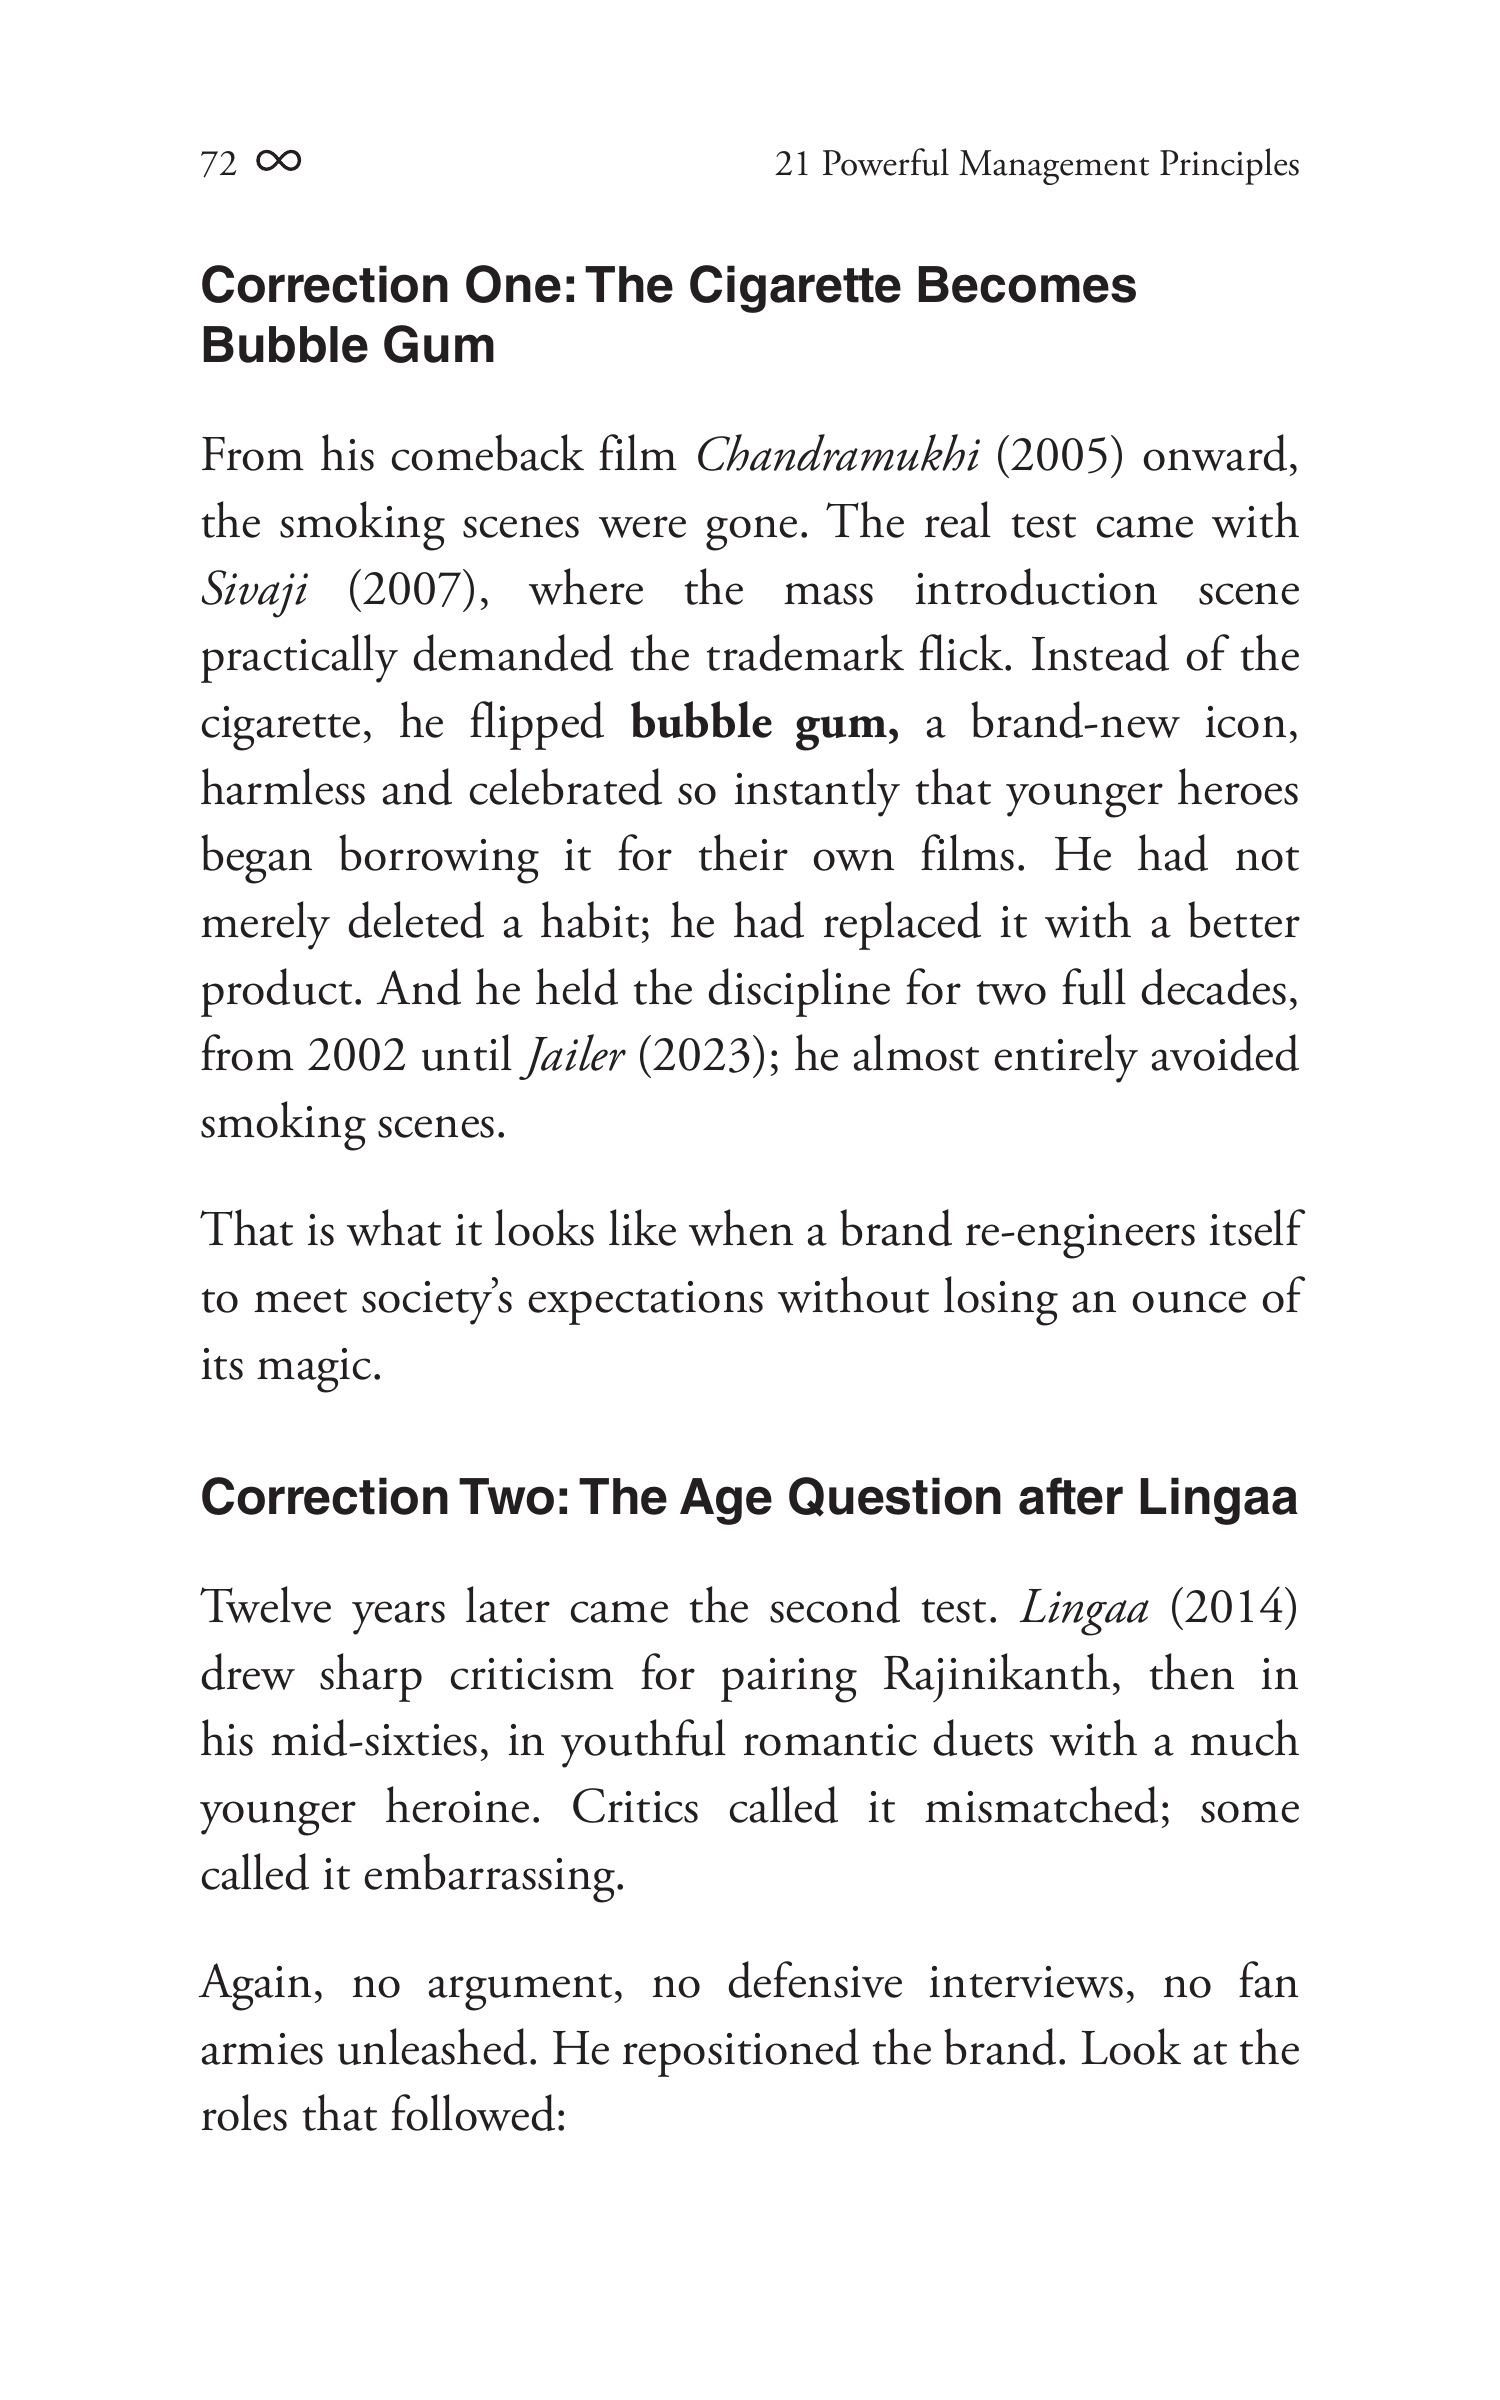 72 ∞ 21 Powerful Management Principles
Correction One: The Cigarette Becomes
Bubble Gum
From his comeback film Chandramukhi (2005) onward,
the smoking scenes were gone. The real test came with
Sivaji (2007), where the mass introduction scene
practically demanded the trademark flick. Instead of the
cigarette, he flipped bubble gum, a brand-new icon,
harmless and celebrated so instantly that younger heroes
began borrowing it for their own films. He had not
merely deleted a habit; he had replaced it with a better
product. And he held the discipline for two full decades,
from 2002 until Jailer (2023); he almost entirely avoided
smoking scenes.
That is what it looks like when a brand re-engineers itself
to meet society’s expectations without losing an ounce of
its magic.
Correction Two: The Age Question after Lingaa
Twelve years later came the second test. Lingaa (2014)
drew sharp criticism for pairing Rajinikanth, then in
his mid-sixties, in youthful romantic duets with a much
younger heroine. Critics called it mismatched; some
called it embarrassing.
Again, no argument, no defensive interviews, no fan
armies unleashed. He repositioned the brand. Look at the
roles that followed: